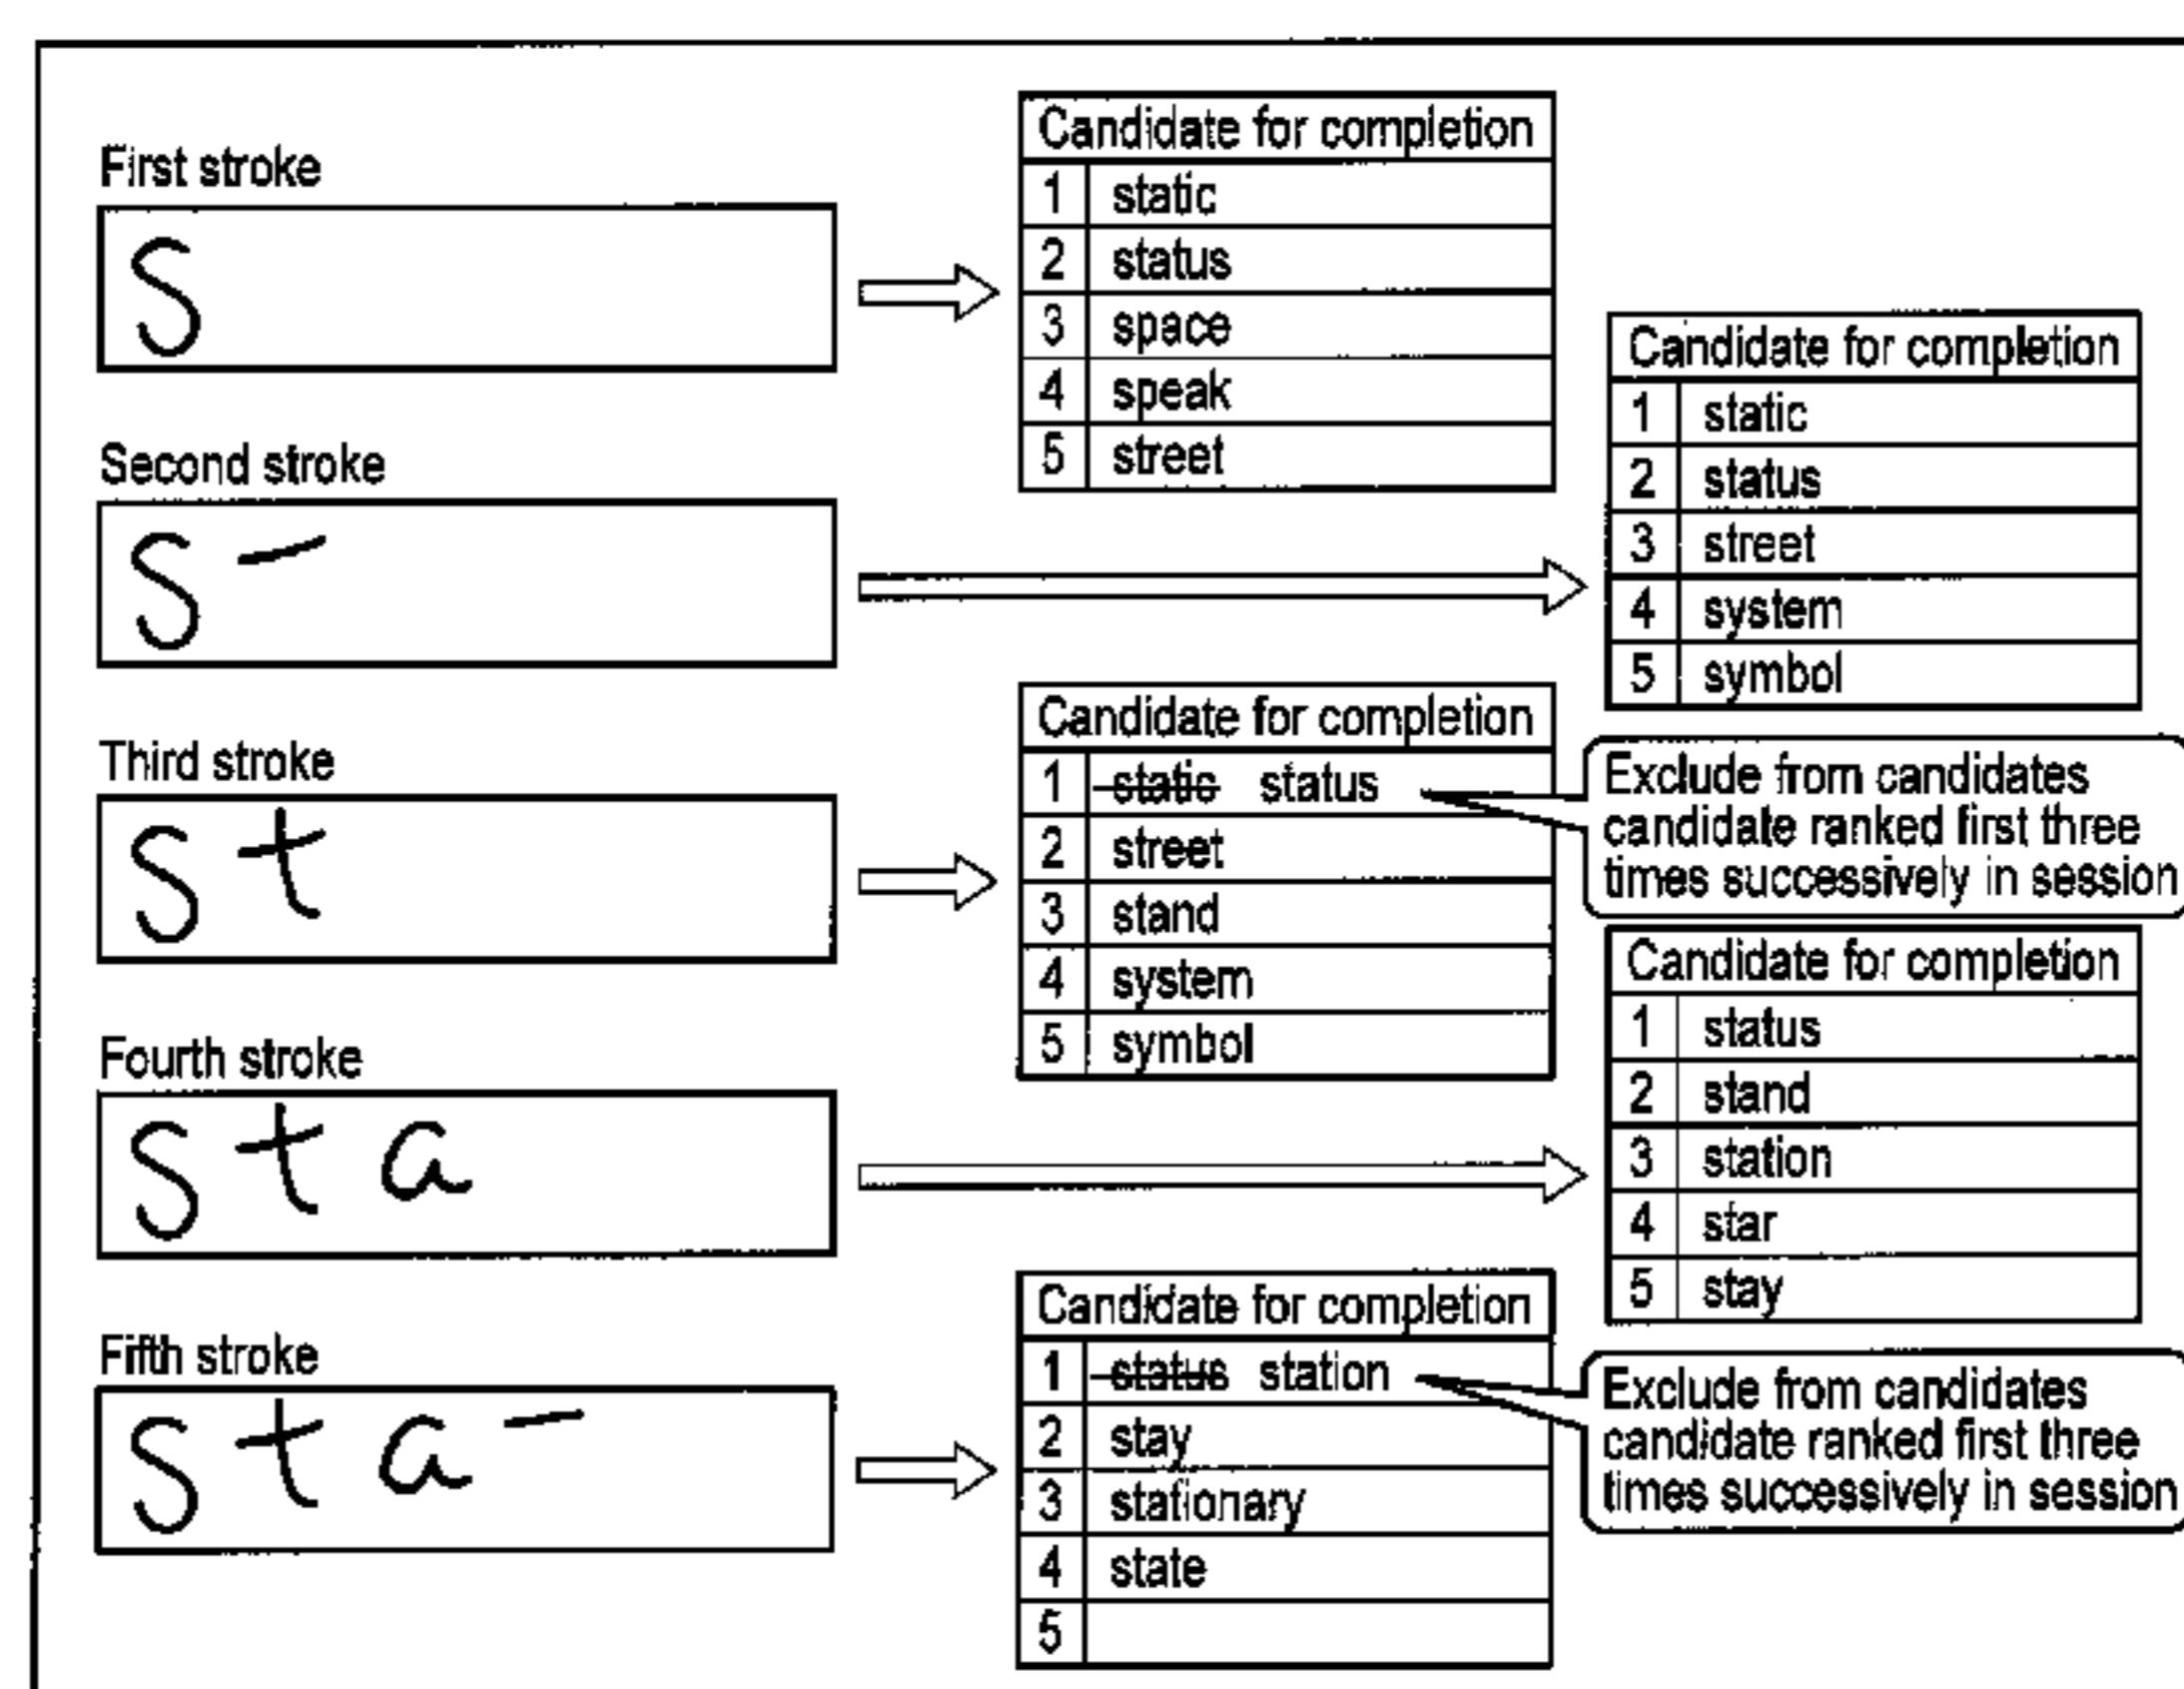 First stroke
S
Candidate for completion
1 static
2 status
3 space
4 speak
5 street
Second stroke
S -
Candidate for completion
1 static
2 status
3 street
4 system
5 symbol
Third stroke
S t
Candidate for completion
1 static status
2 street
3 stand
4 system
5 symbol
Exclude from candidates
candidate ranked first three
times successively in session
Fourth stroke
S t a
Candidate for completion
1 status
2 stand
3 station
4 star
5 stay
Fifth stroke
S t a -
Candidate for completion
1 status station
2 stay
3 stationary
4 state
5
Exclude from candidates
candidate ranked first three
times successively in session